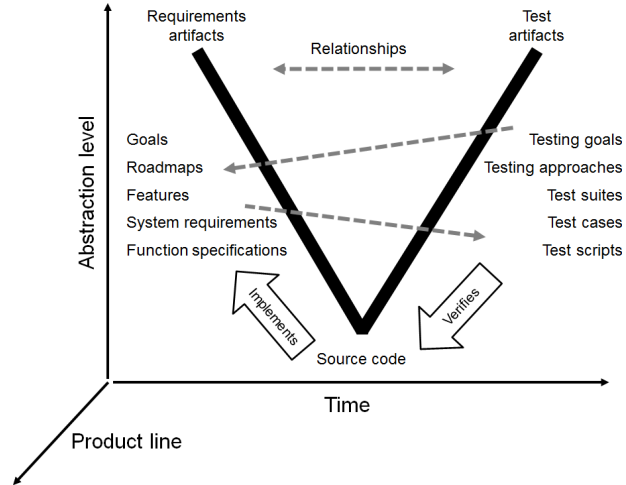 Requirements
artifacts
Test
artifacts
Relationships
Abstraction level
Goals
Roadmaps
Features
System requirements
Function specifications
Testing goals
Testing approaches
Test suites
Test cases
Test scripts
Implements
Verifies
Source code
Time
Product line